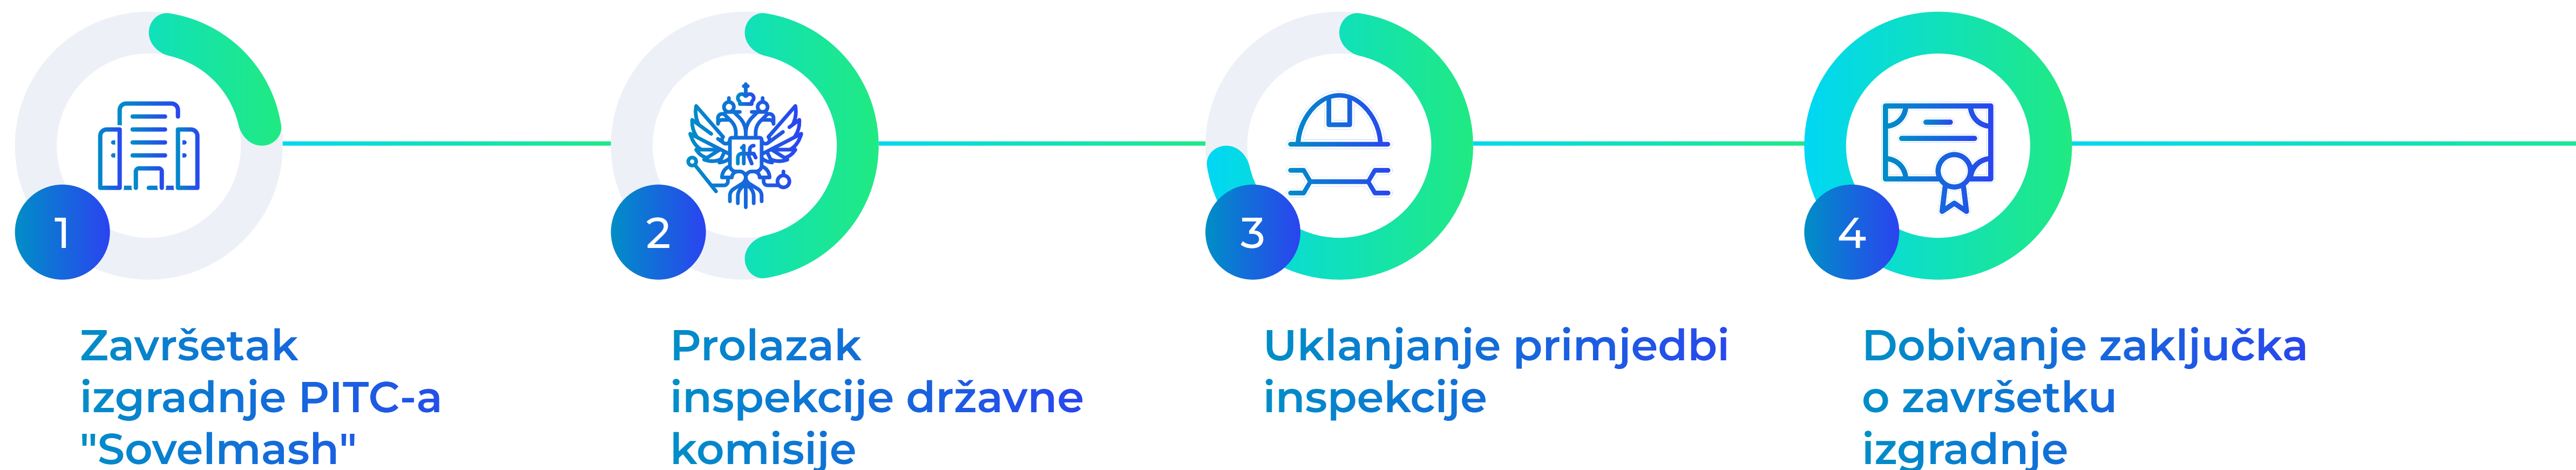 1
Završetak
izgradnje PITC-a
"Sovelmash"
2
Prolazak
inspekcije državne
komisije
3
Uklanjanje primjedbi
inspekcije
4
Dobivanje zaključka
o završetku
izgradnje